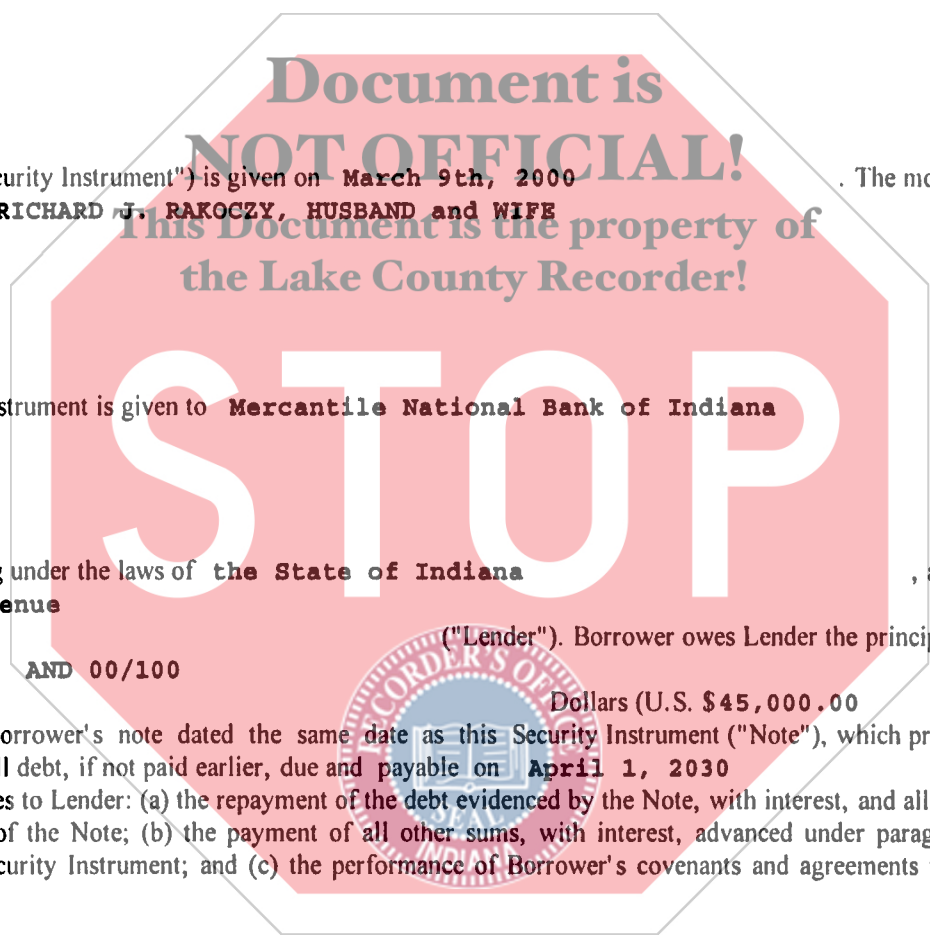 Document is
NOT OFFICIAL!
curity Instrument") is given on March 9th, 2000 . The mo
RICHARD J. RAKOCZY, HUSBAND and WIFE
This Document is the property of
the Lake County Recorder!
STOP
strument is given to Mercantile National Bank of Indiana
under the laws of the State of Indiana ,
enue
("Lender"). Borrower owes Lender the princip
AND 00/100
Dollars (U.S. $45,000.00
orrower's note dated the same date as this Security Instrument ("Note"), which pr
l debt, if not paid earlier, due and payable on April 1, 2030
es to Lender: (a) the repayment of the debt evidenced by the Note, with interest, and all
of the Note; (b) the payment of all other sums, with interest, advanced under parag
curity Instrument; and (c) the performance of Borrower's covenants and agreements
RECORDER'S OFFICE
SEAL
INDIANA